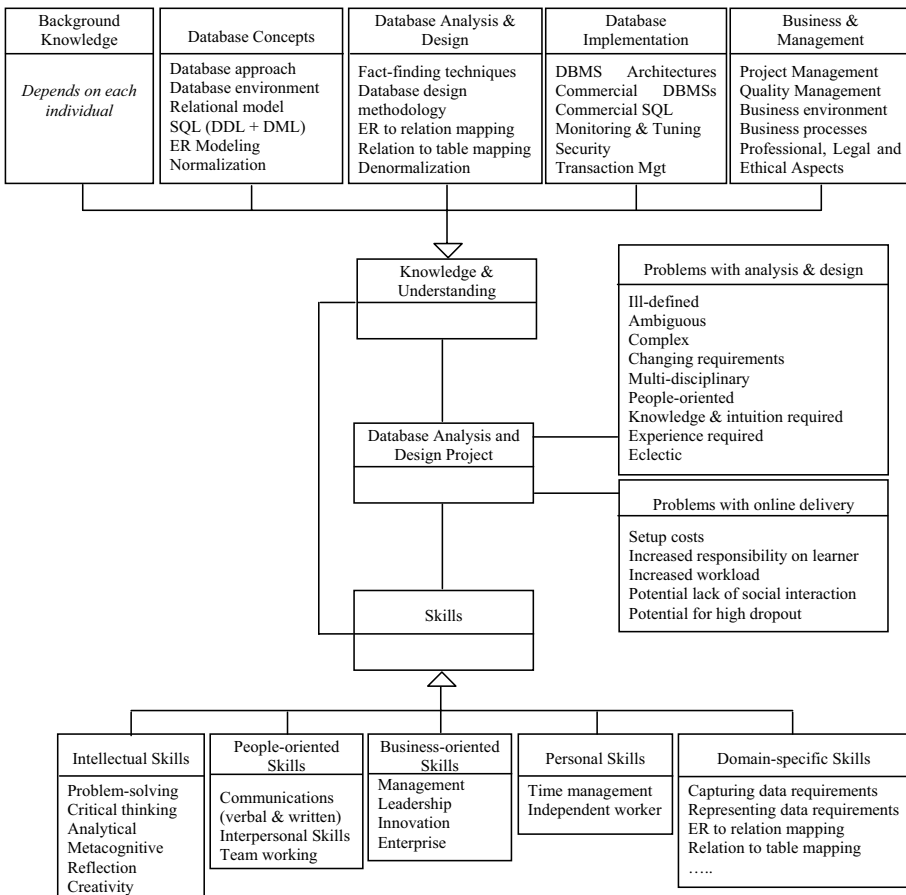 Background
Knowledge
Depends on each
individual
Database Concepts
Database approach
Database environment
Relational model
SQL (DDL + DML)
ER Modeling
Normalization
Database Analysis &
Design
Fact-finding techniques
Database design
methodology
ER to relation mapping
Relation to table mapping
Denormalization
Database
Implementation
DBMS Architectures
Commercial DBMSs
Commercial SQL
Monitoring & Tuning
Security
Transaction Mgt
Business &
Management
Project Management
Quality Management
Business environment
Business processes
Professional, Legal and
Ethical Aspects
Knowledge &
Understanding
Problems with analysis & design
Ill-defined
Ambiguous
Complex
Changing requirements
Multi-disciplinary
People-oriented
Knowledge & intuition required
Experience required
Eclectic
Database Analysis and
Design Project
Problems with online delivery
Setup costs
Increased responsibility on learner
Increased workload
Potential lack of social interaction
Potential for high dropout
Skills
Intellectual Skills
Problem-solving
Critical thinking
Analytical
Metacognitive
Reflection
Creativity
People-oriented
Skills
Communications
(verbal & written)
Interpersonal Skills
Team working
Business-oriented
Skills
Management
Leadership
Innovation
Enterprise
Personal Skills
Time management
Independent worker
Domain-specific Skills
Capturing data requirements
Representing data requirements
ER to relation mapping
Relation to table mapping
…..